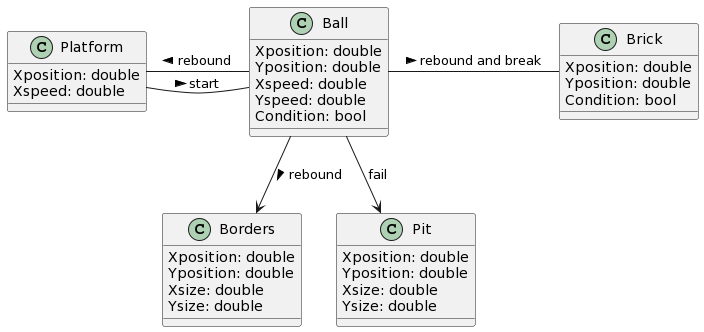 C Platform
Xposition: double
Xspeed: double
rebound
start
C Ball
Xposition: double
Yposition: double
Xspeed: double
Yspeed: double
Condition: bool
rebound and break
C Brick
Xposition: double
Yposition: double
Condition: bool
rebound
fail
C Borders
Xposition: double
Yposition: double
Xsize: double
Ysize: double
C Pit
Xposition: double
Yposition: double
Xsize: double
Ysize: double